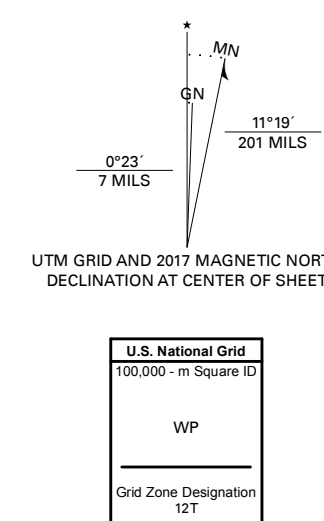 MN
GN
11°19´
201 MILS
0°23´
7 MILS
UTM GRID AND 2017 MAGNETIC NORT
DECLINATION AT CENTER OF SHEET
U.S. National Grid
100,000 - m Square ID
WP
Grid Zone Designation
12T